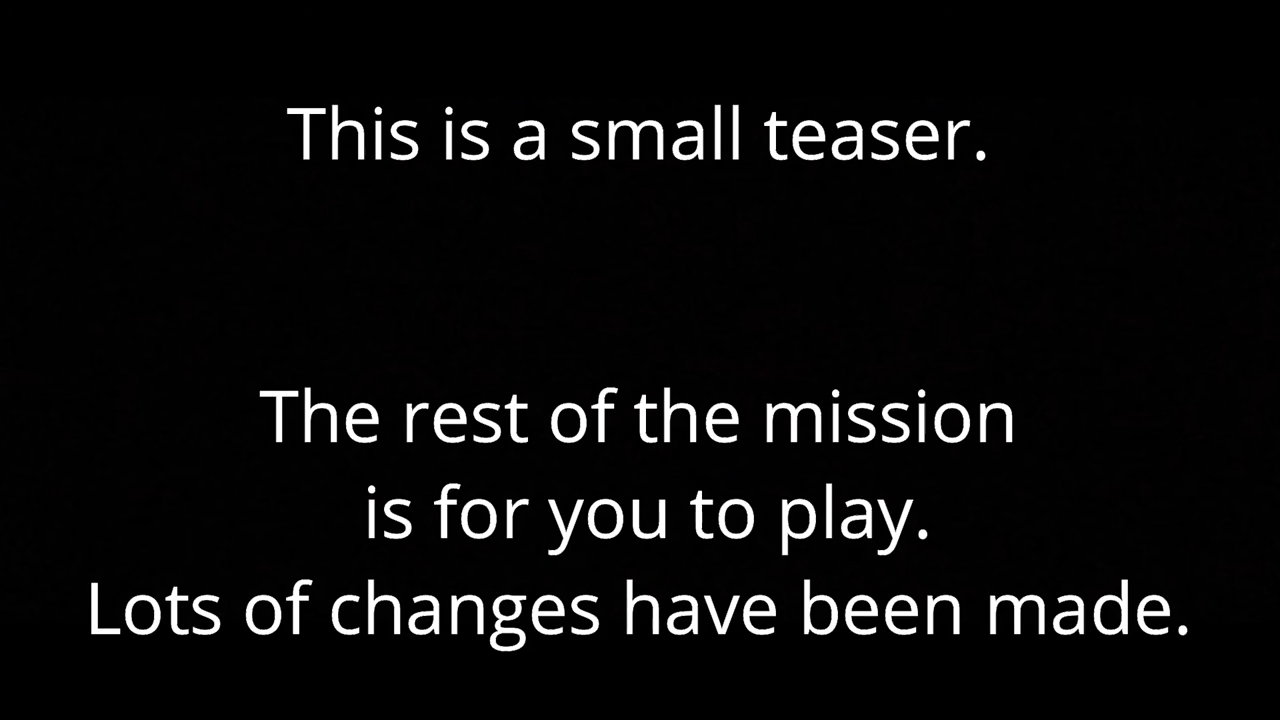 This is a small teaser.
The rest of the mission
is for you to play.
Lots of changes have been made.